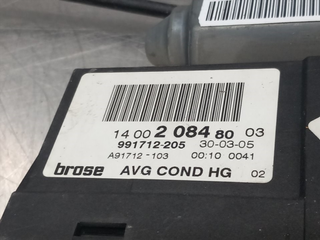 14 00 2 084 80 03
991712-205 30-03-05
A91712-103 00:10 0041
brose AVG COND HG 02